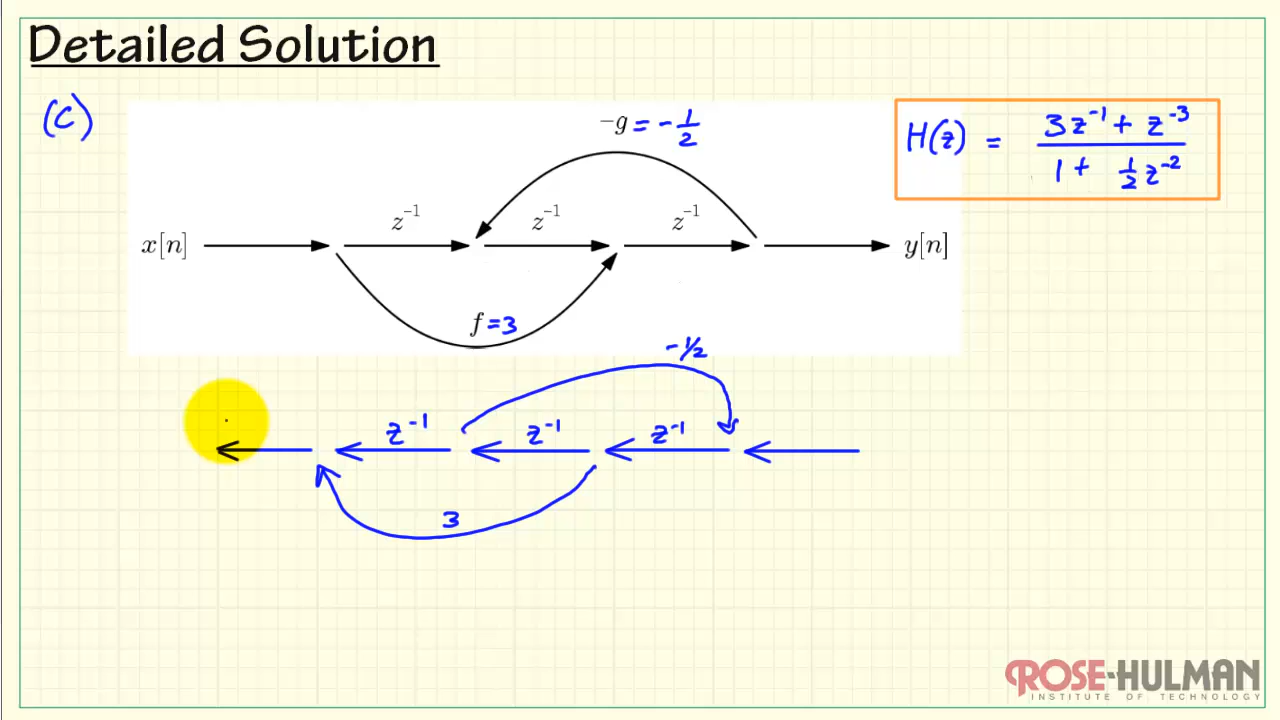 Detailed Solution
(C)
−g = -1/2
H(z) = (3z⁻¹ + z⁻³)/(1 + 1/2 z⁻²)
z⁻¹ z⁻¹ z⁻¹
x[n] y[n]
f = 3
-1/2
z⁻¹ z⁻¹ z⁻¹
3
ROSE-HULMAN
INSTITUTE OF TECHNOLOGY